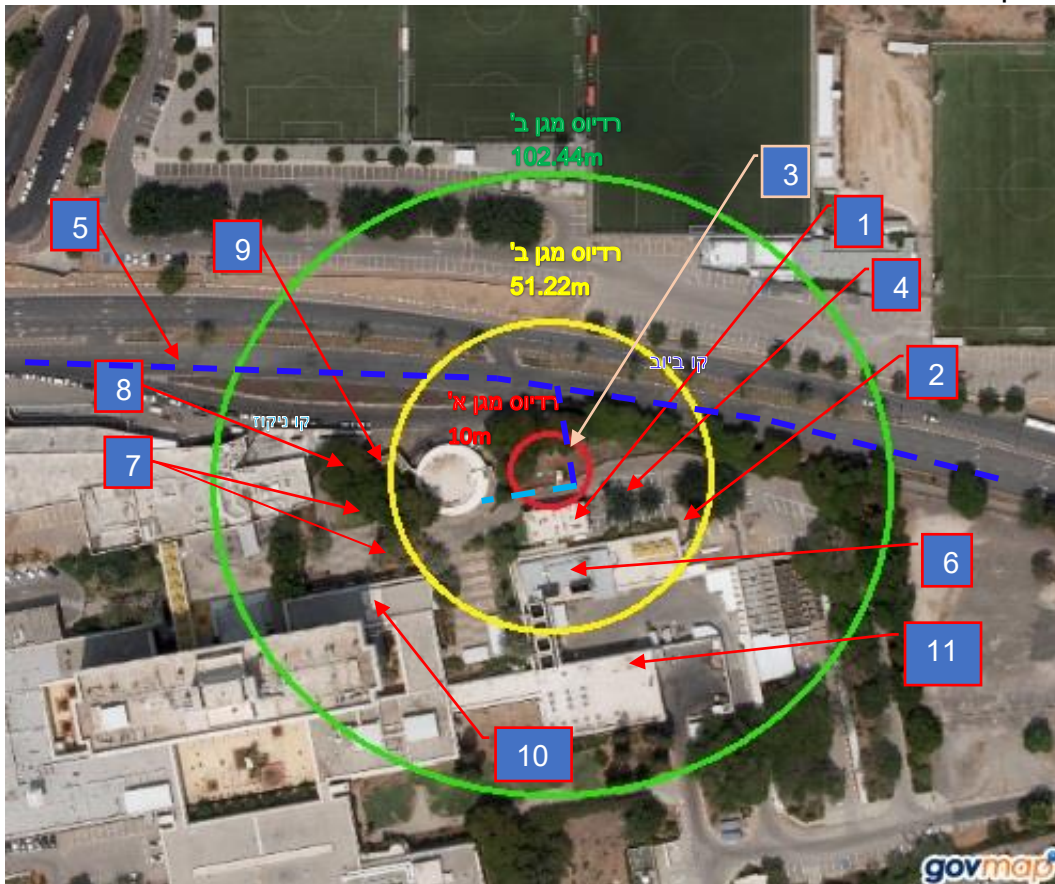 רדיוס מגן ב'
102.44m
3
1
5
9
רדיוס מגן ב'
51.22m
4
קו ביוב
2
8
רדיוס מגן א'
10m
קו ניקוז
7
6
11
10
govmap